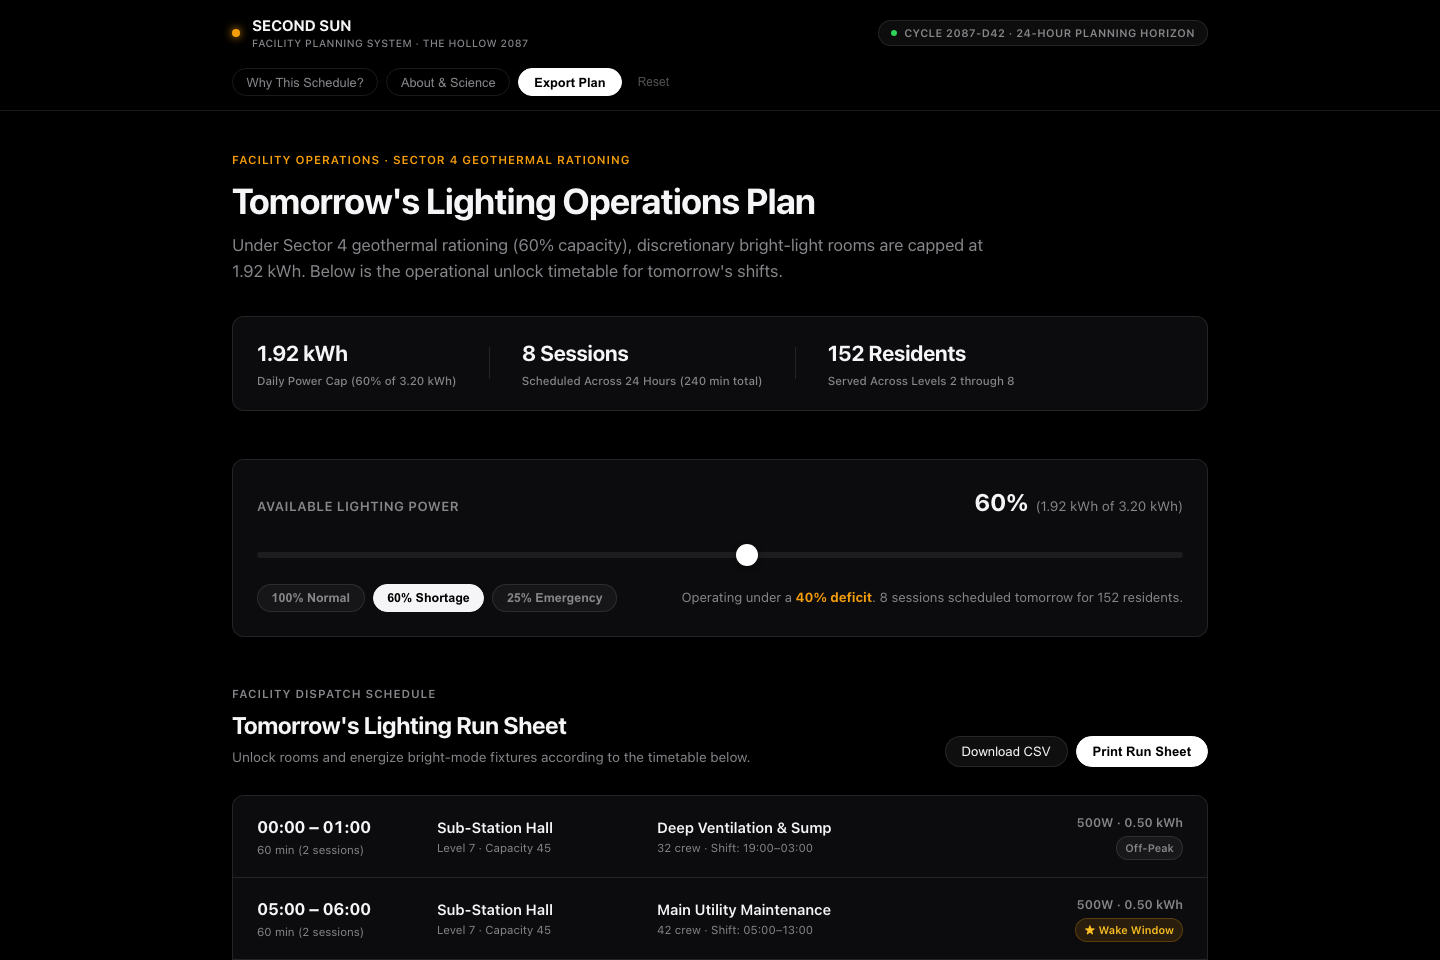 SECOND SUN
FACILITY PLANNING SYSTEM · THE HOLLOW 2087
CYCLE 2087-D42 · 24-HOUR PLANNING HORIZON
Why This Schedule?
About & Science
Export Plan
Reset
FACILITY OPERATIONS · SECTOR 4 GEOTHERMAL RATIONING
Tomorrow's Lighting Operations Plan
Under Sector 4 geothermal rationing (60% capacity), discretionary bright-light rooms are capped at
1.92 kWh. Below is the operational unlock timetable for tomorrow's shifts.
1.92 kWh
Daily Power Cap (60% of 3.20 kWh)
8 Sessions
Scheduled Across 24 Hours (240 min total)
152 Residents
Served Across Levels 2 through 8
AVAILABLE LIGHTING POWER
60% (1.92 kWh of 3.20 kWh)
100% Normal
60% Shortage
25% Emergency
Operating under a 40% deficit. 8 sessions scheduled tomorrow for 152 residents.
FACILITY DISPATCH SCHEDULE
Tomorrow's Lighting Run Sheet
Unlock rooms and energize bright-mode fixtures according to the timetable below.
Download CSV
Print Run Sheet
00:00 – 01:00
60 min (2 sessions)
Sub-Station Hall
Level 7 · Capacity 45
Deep Ventilation & Sump
32 crew · Shift: 19:00–03:00
500W · 0.50 kWh
Off-Peak
05:00 – 06:00
60 min (2 sessions)
Sub-Station Hall
Level 7 · Capacity 45
Main Utility Maintenance
42 crew · Shift: 05:00–13:00
500W · 0.50 kWh
★ Wake Window